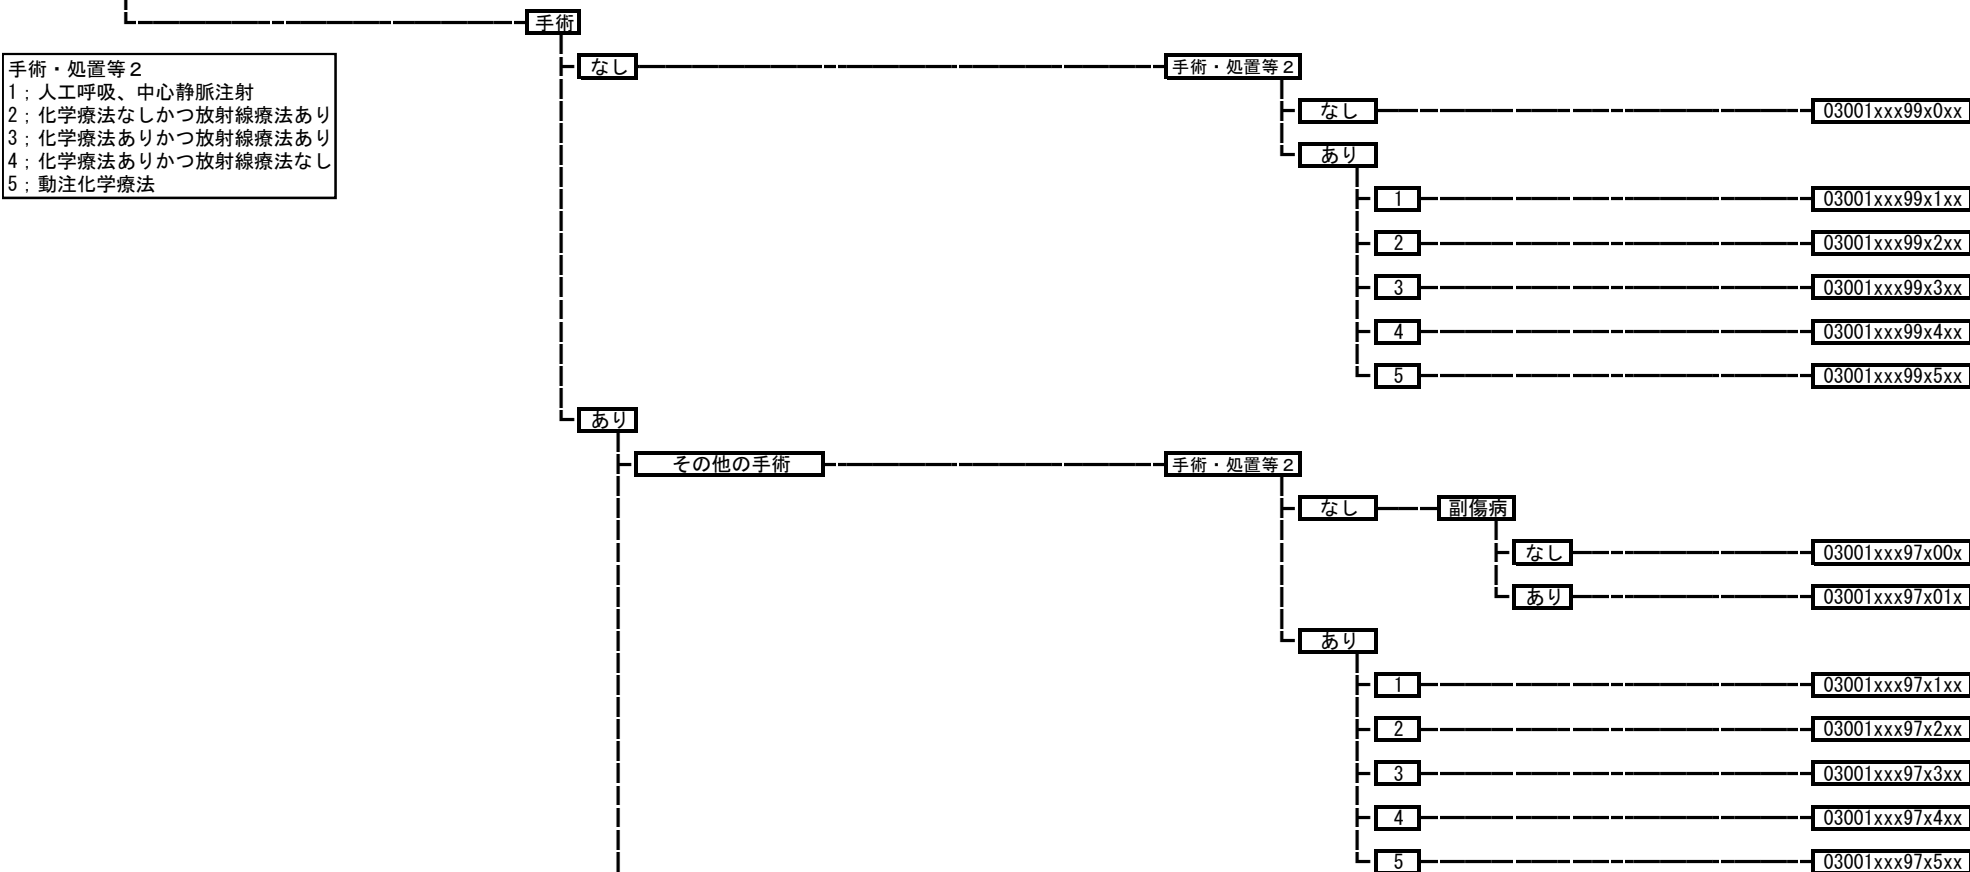 手術
手術・処置等２
1；人工呼吸、中心静脈注射
2；化学療法なしかつ放射線療法あり
3；化学療法ありかつ放射線療法あり
4；化学療法ありかつ放射線療法なし
5；動注化学療法
なし
手術・処置等２
なし
03001xxx99x0xx
あり
1
03001xxx99x1xx
2
03001xxx99x2xx
3
03001xxx99x3xx
4
03001xxx99x4xx
5
03001xxx99x5xx
あり
その他の手術
手術・処置等２
なし
副傷病
なし
03001xxx97x00x
あり
03001xxx97x01x
あり
1
03001xxx97x1xx
2
03001xxx97x2xx
3
03001xxx97x3xx
4
03001xxx97x4xx
5
03001xxx97x5xx